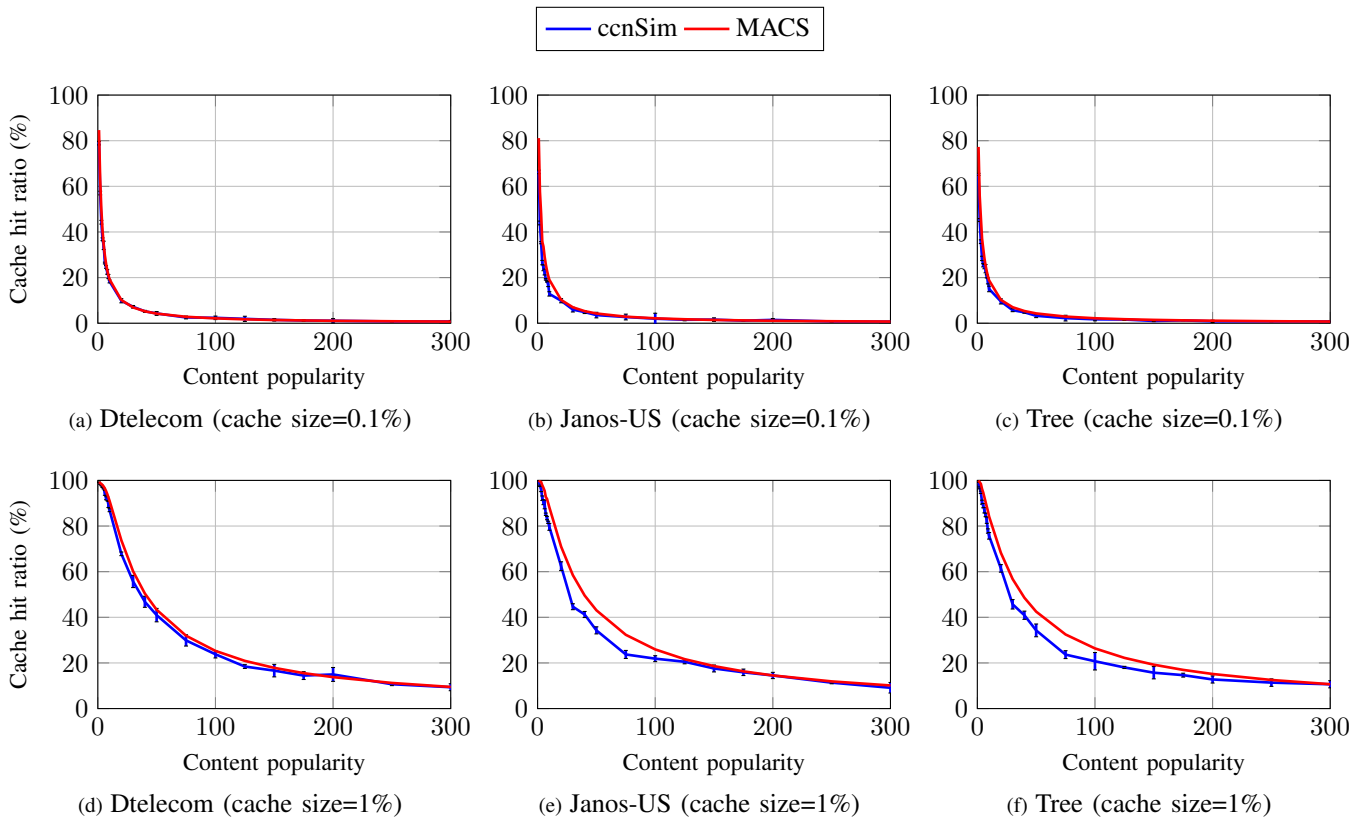 ccnSim MACS
Cache hit ratio (%)
100
80
60
40
20
0
0 100 200 300
Content popularity
(a) Dtelecom (cache size=0.1%)
100
80
60
40
20
0
0 100 200 300
Content popularity
(b) Janos-US (cache size=0.1%)
100
80
60
40
20
0
0 100 200 300
Content popularity
(c) Tree (cache size=0.1%)
Cache hit ratio (%)
100
80
60
40
20
0
0 100 200 300
Content popularity
(d) Dtelecom (cache size=1%)
100
80
60
40
20
0
0 100 200 300
Content popularity
(e) Janos-US (cache size=1%)
100
80
60
40
20
0
0 100 200 300
Content popularity
(f) Tree (cache size=1%)